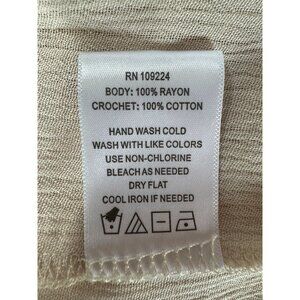 RN 109224
BODY: 100% RAYON
CROCHET: 100% COTTON
HAND WASH COLD
WASH WITH LIKE COLORS
USE NON-CHLORINE
BLEACH AS NEEDED
DRY FLAT
COOL IRON IF NEEDED